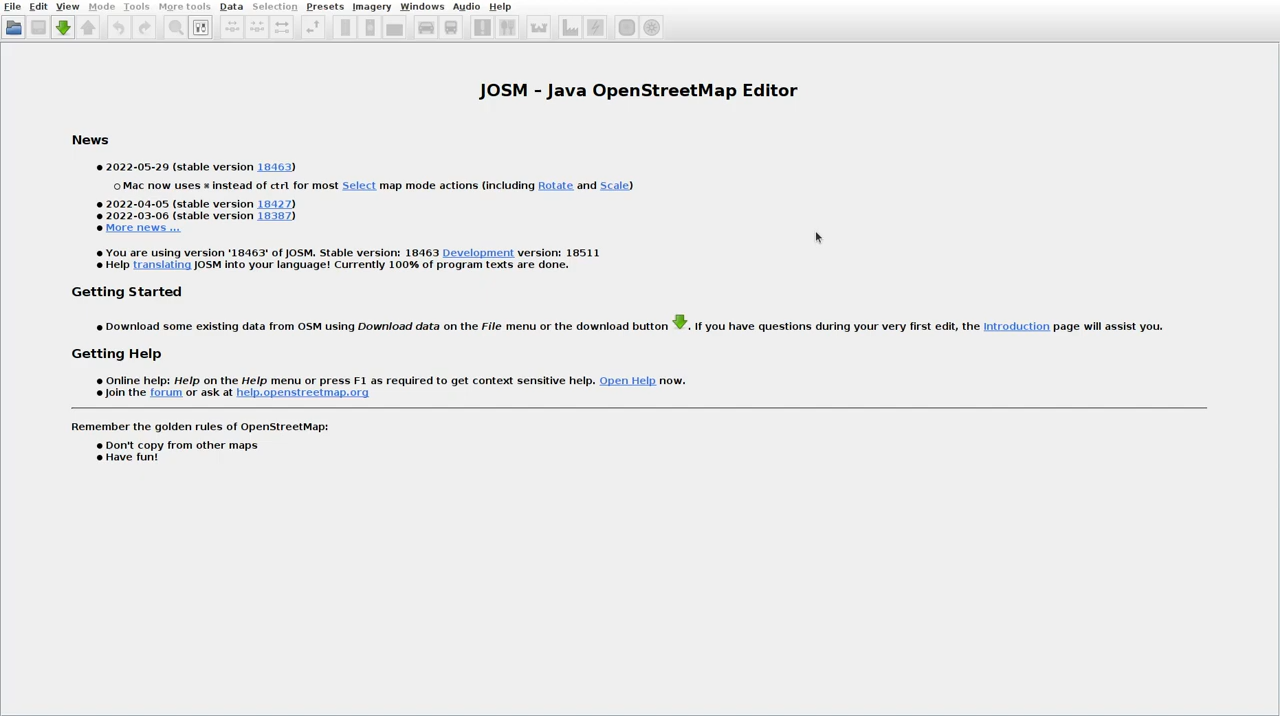 File Edit View Mode Tools More tools Data Selection Presets Imagery Windows Audio Help
JOSM – Java OpenStreetMap Editor
News
2022-05-29 (stable version 18463)
Mac now uses ⌘ instead of ctrl for most Select map mode actions (including Rotate and Scale)
2022-04-05 (stable version 18427)
2022-03-06 (stable version 18387)
More news ...
You are using version '18463' of JOSM. Stable version: 18463 Development version: 18511
Help translating JOSM into your language! Currently 100% of program texts are done.
Getting Started
Download some existing data from OSM using Download data on the File menu or the download button . If you have questions during your very first edit, the Introduction page will assist you.
Getting Help
Online help: Help on the Help menu or press F1 as required to get context sensitive help. Open Help now.
Join the forum or ask at help.openstreetmap.org
Remember the golden rules of OpenStreetMap:
Don't copy from other maps
Have fun!